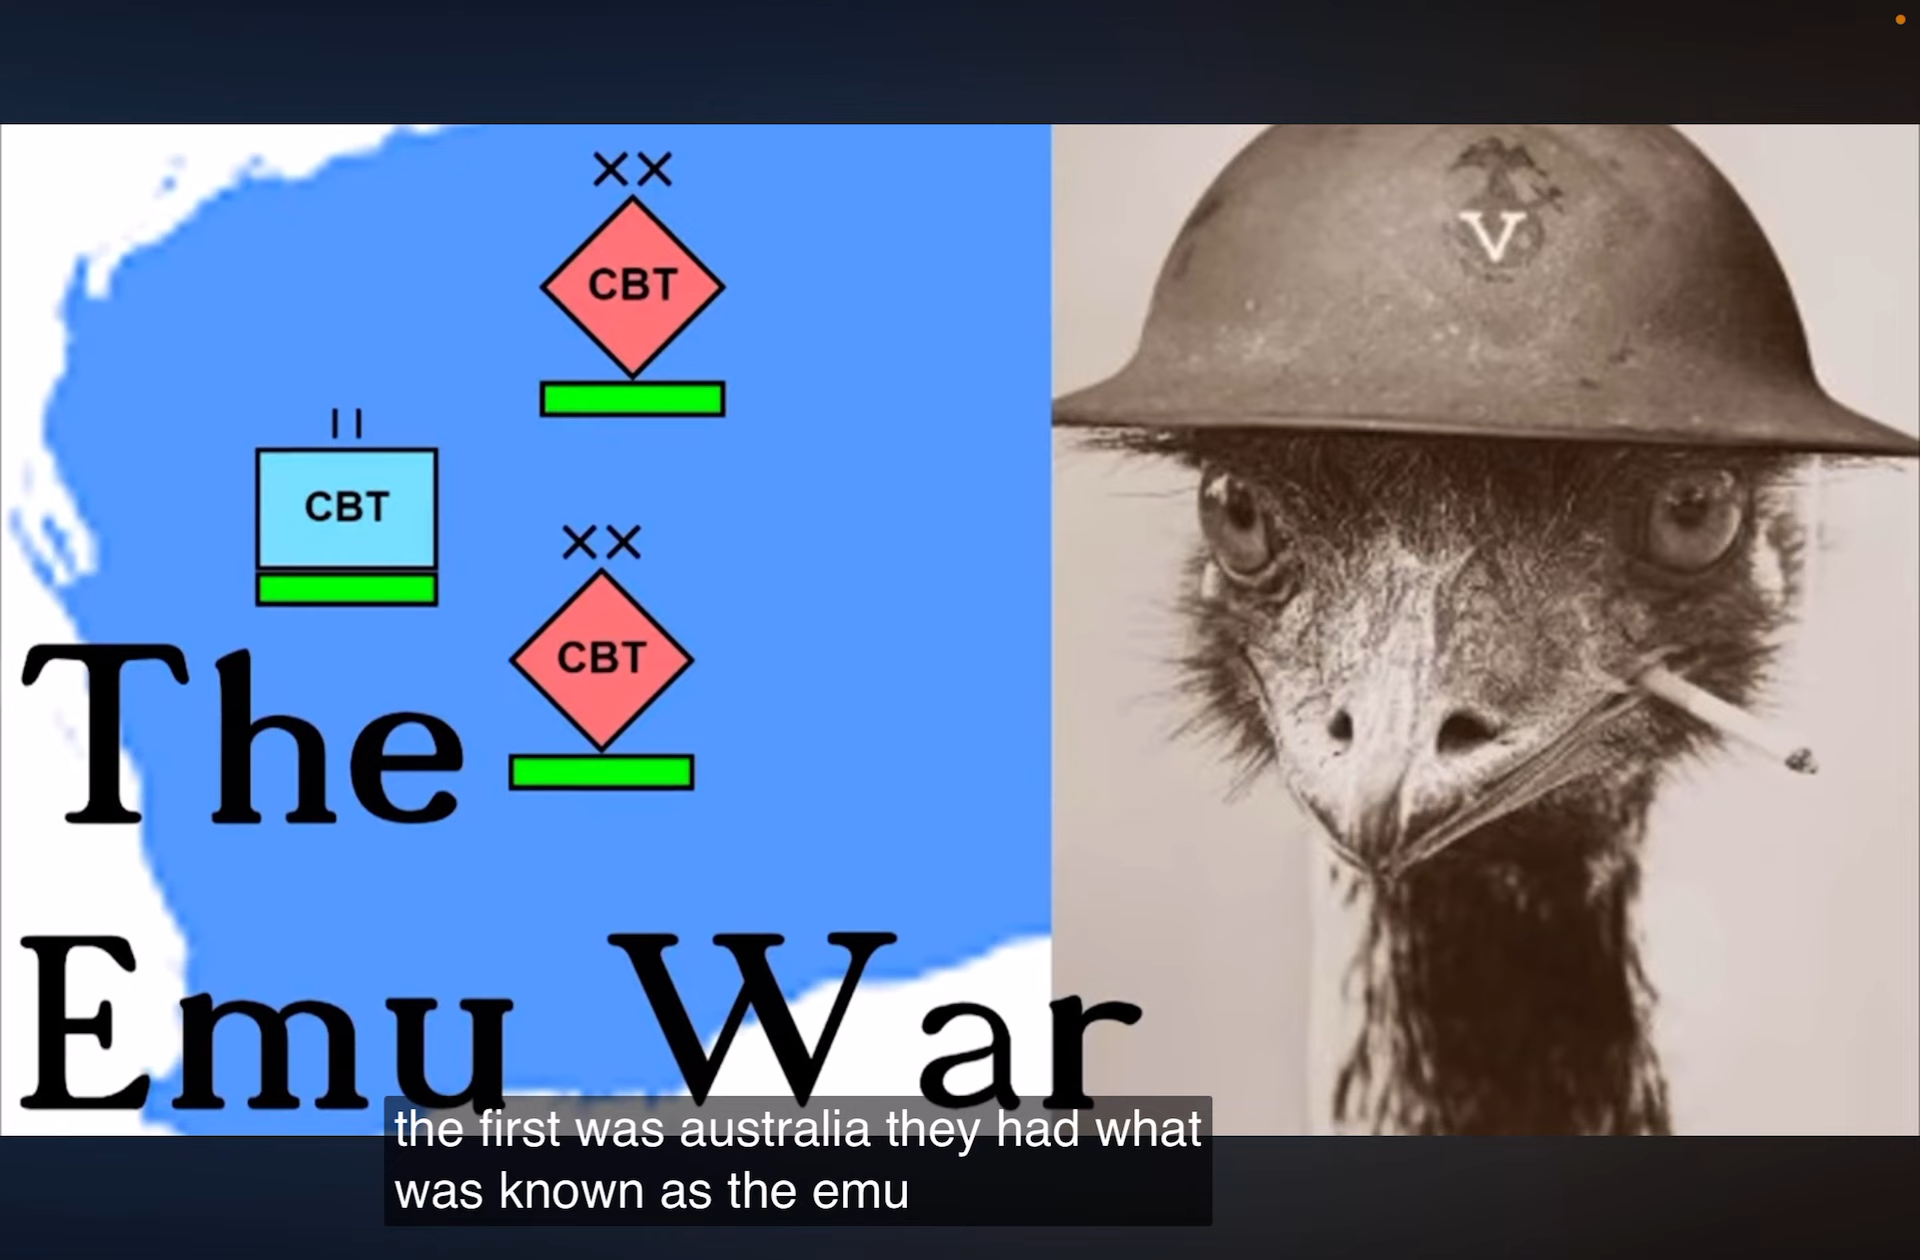 XX
CBT
II
CBT
XX
CBT
The
Emu War
V
the first was australia they had what
was known as the emu